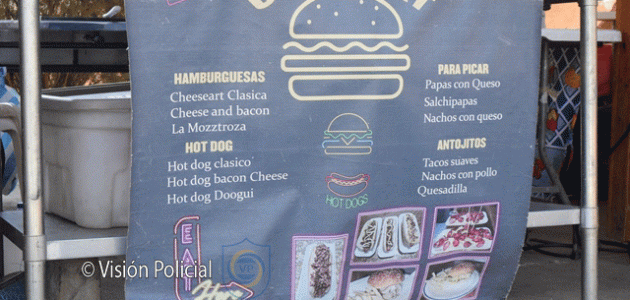 HAMBURGUESAS
Cheeseart Clasica
Cheese and bacon
La Mozztroza
HOT DOG
Hot dog clasico
Hot dog bacon Cheese
Hot dog Doogui
PARA PICAR
Papas con Queso
Salchipapas
Nachos con queso
ANTOJITOS
Tacos suaves
Nachos con pollo
Quesadilla
HOT DOGS
EAT
© Visión Policial
VP